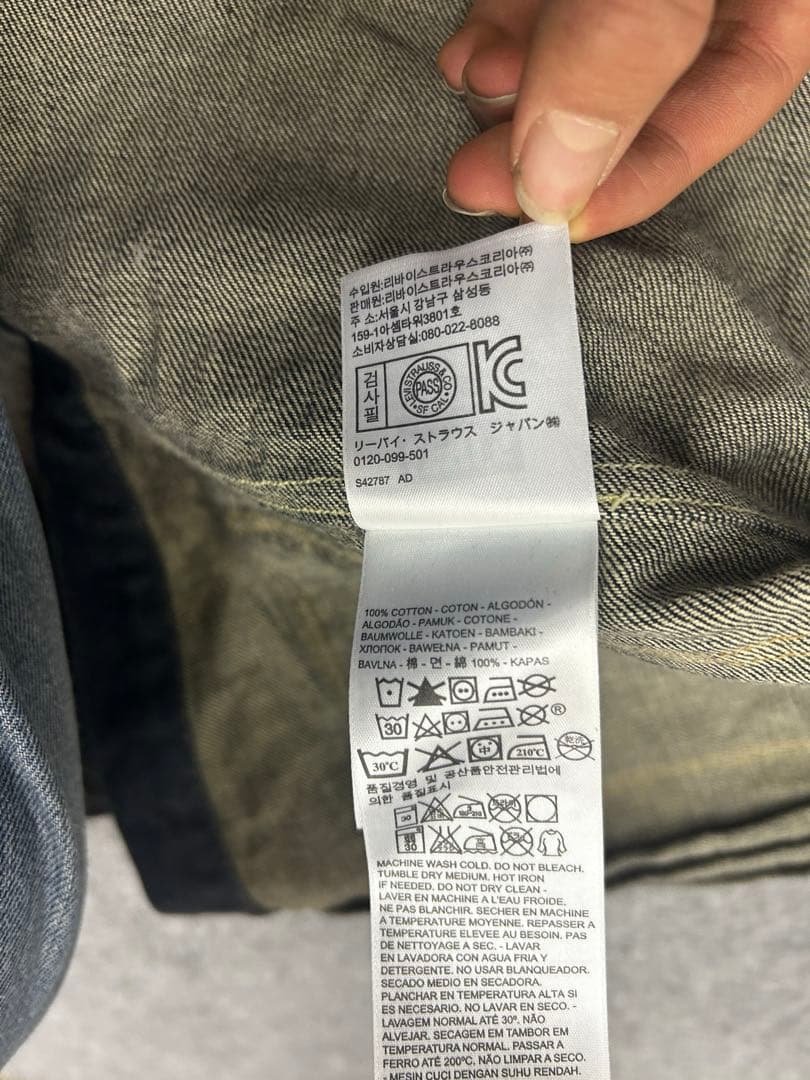 수입원:리바이스트라우스코리아㈜
판매원:리바이스트라우스코리아㈜
주 소:서울시 강남구 삼성동
159-1아셈타워3801호
소비자상담실:080-022-8088
검사필
LEVI STRAUSS & CO
PASS
SF CAL
KC
リーバイ・ストラウス ジャパン㈱
0120-099-501
S42787 AD
100% COTTON - COTON - ALGODÓN -
ALGODÃO - PAMUK - COTONE -
BAUMWOLLE - KATOEN - BAMBAKI -
ХЛОПОК - BAWEŁNA - PAMUT -
BAVLNA - 棉 - 면 - 綿 100% - KAPAS
30 ®
30°C 中 210°C 乾洗
품질경영 및 공산품안전관리법에
의한 품질표시
30
30
MACHINE WASH COLD. DO NOT BLEACH.
TUMBLE DRY MEDIUM. HOT IRON
IF NEEDED. DO NOT DRY CLEAN -
LAVER EN MACHINE A L'EAU FROIDE.
NE PAS BLANCHIR. SECHER EN MACHINE
A TEMPERATURE MOYENNE. REPASSER A
TEMPERATURE ELEVEE AU BESOIN. PAS
DE NETTOYAGE A SEC. - LAVAR
EN LAVADORA CON AGUA FRIA Y
DETERGENTE. NO USAR BLANQUEADOR.
SECADO MEDIO EN SECADORA.
PLANCHAR EN TEMPERATURA ALTA SI
ES NECESARIO. NO LAVAR EN SECO. -
LAVAGEM NORMAL ATÉ 30º. NÃO
ALVEJAR. SECAGEM EM TAMBOR EM
TEMPERATURA NORMAL. PASSAR A
FERRO ATÉ 200ºC. NÃO LIMPAR A SECO.
- MESIN CUCI DENGAN SUHU RENDAH.